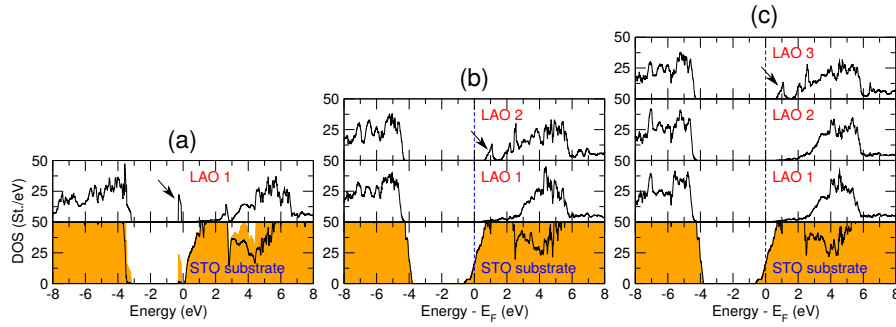 (c)
LAO 3
50
25
50
(b)
LAO 2
50
25
50
LAO 2
25
50
(a)
LAO 1
50
25
50
LAO 1
25
50
LAO 1
25
50
DOS (St./eV)
STO substrate
25
0
STO substrate
25
0
STO substrate
25
0
-8 -6 -4 -2 0 2 4 6 8
Energy (eV)
-8 -6 -4 -2 0 2 4 6 8
Energy - E_F (eV)
-8 -6 -4 -2 0 2 4 6 8
Energy - E_F (eV)